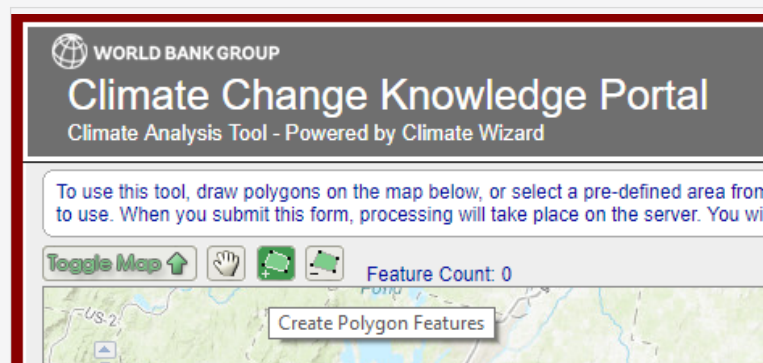 WORLD BANK GROUP
Climate Change Knowledge Portal
Climate Analysis Tool - Powered by Climate Wizard
To use this tool, draw polygons on the map below, or select a pre-defined area from
to use. When you submit this form, processing will take place on the server. You wi
Toggle Map
Feature Count: 0
Pond
US-2
Create Polygon Features